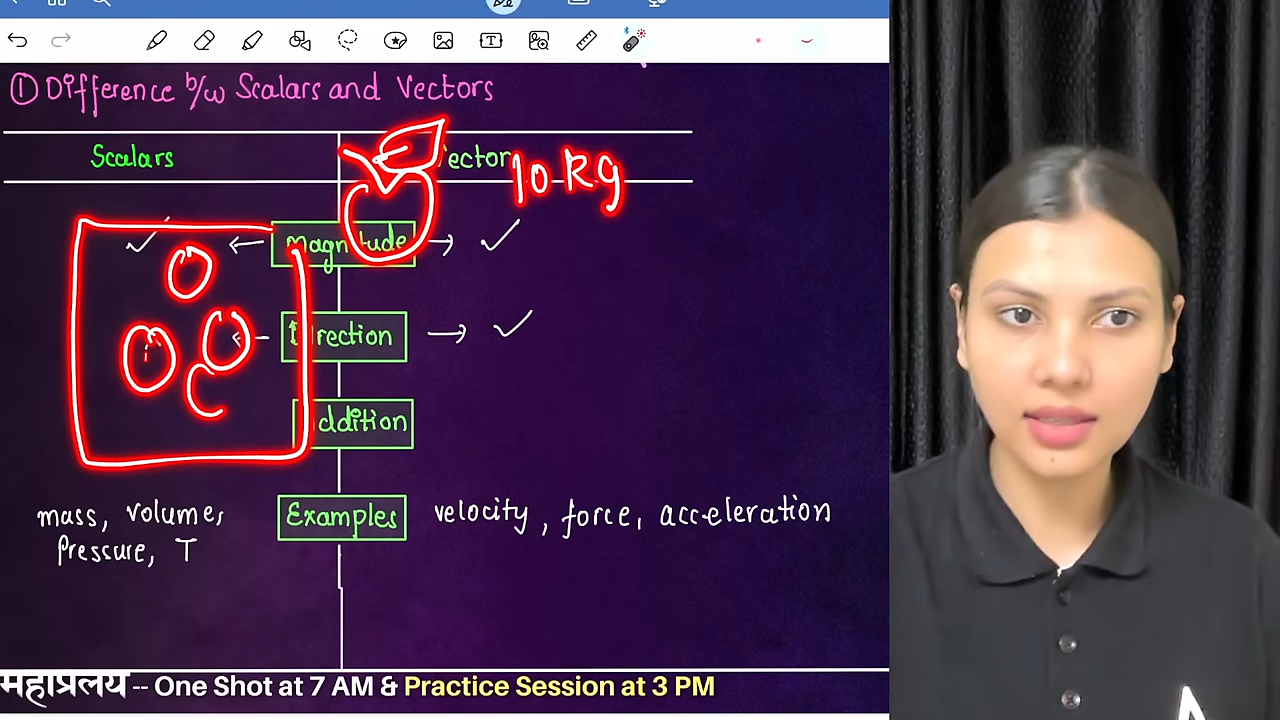 ① Difference b/w Scalars and Vectors
Scalars
Vector
10 kg
Magnitude
Direction
Addition
mass, volume,
Pressure, T
Examples
velocity, force, acceleration
महाप्रलय -- One Shot at 7 AM & Practice Session at 3 PM